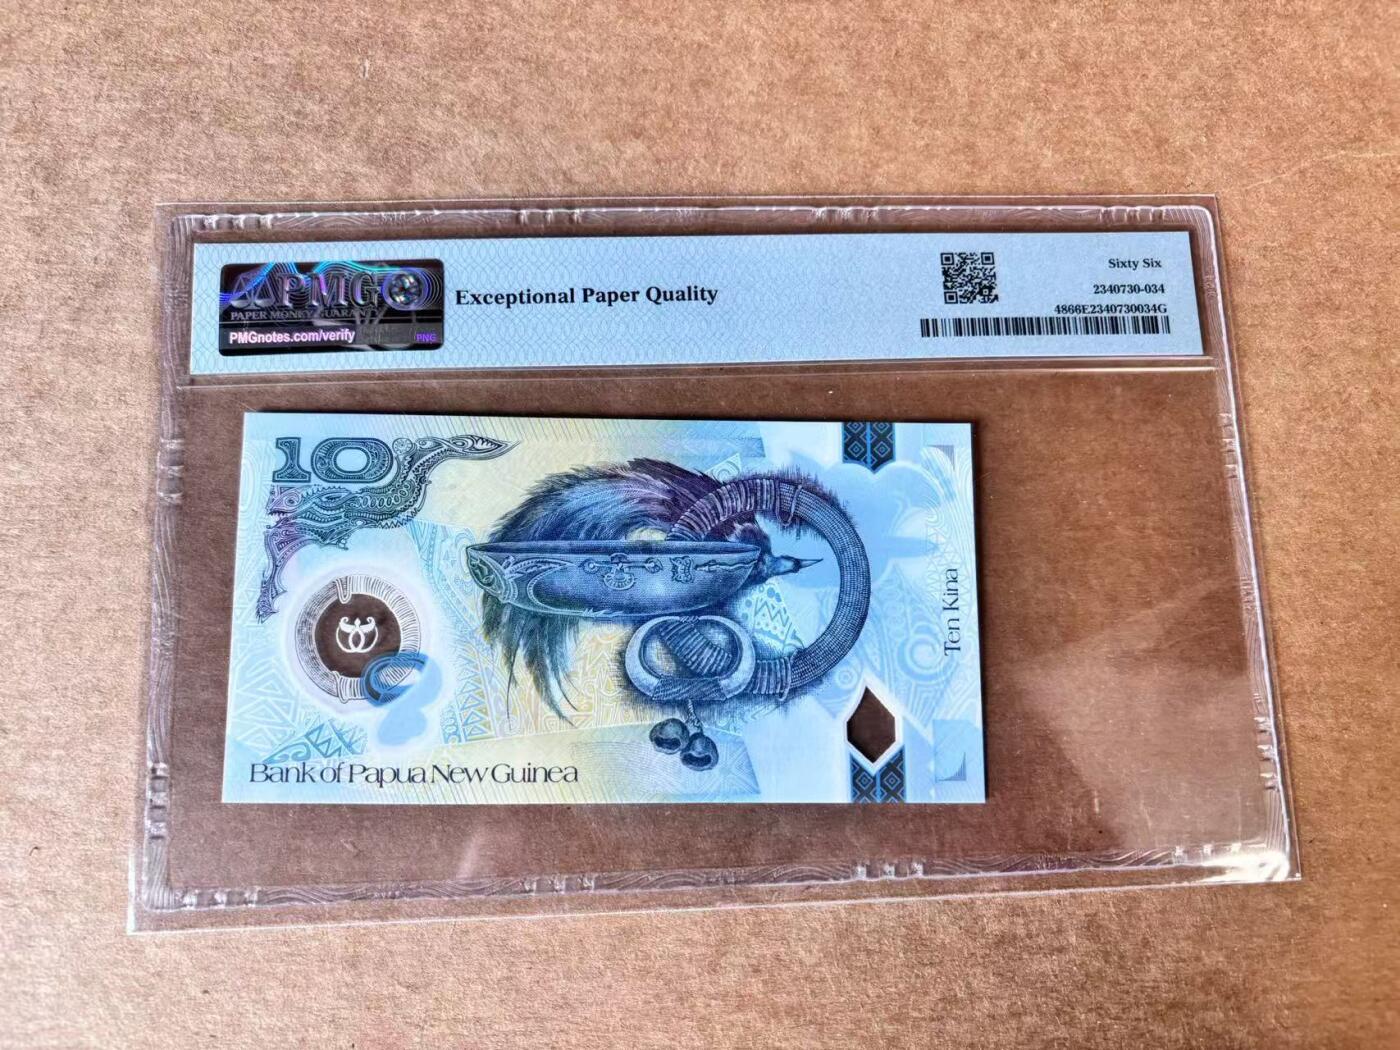 PMG
PAPER MONEY GUARANTY
PMGnotes.com/verify
PNG
Exceptional Paper Quality
Sixty Six
2340730-034
4866E2340730034G
10
Ten Kina
Bank of Papua New Guinea